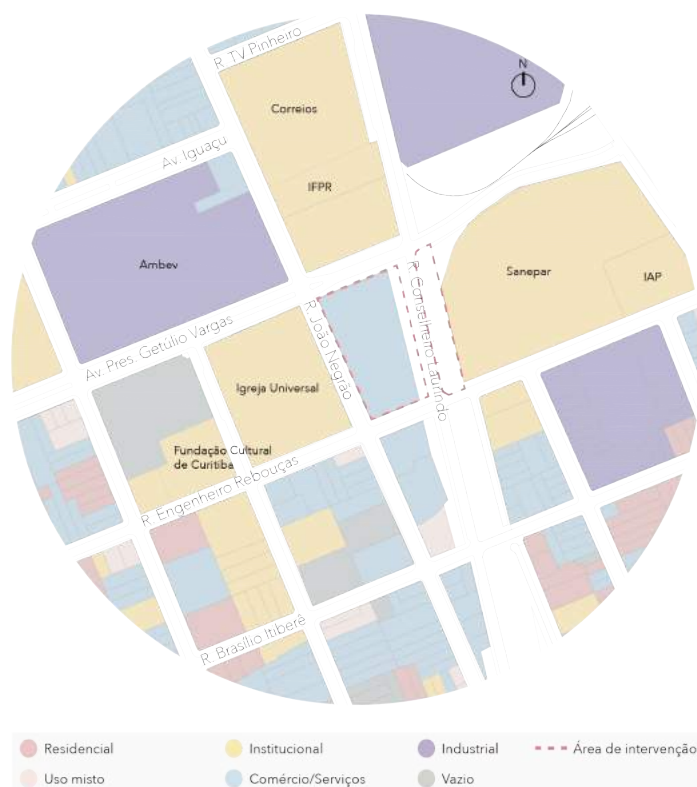 R. TV Pinheiro
N
Correios
Av. Iguaçu
IFPR
Ambev
Sanepar
IAP
R. Conselheiro Laurindo
R. João Negrão
Av. Pres. Getúlio Vargas
Igreja Universal
Fundação Cultural
de Curitiba
R. Engenheiro Rebouças
R. Brasílio Itiberê
Residencial
Institucional
Industrial
Área de intervenção
Uso misto
Comércio/Serviços
Vazio